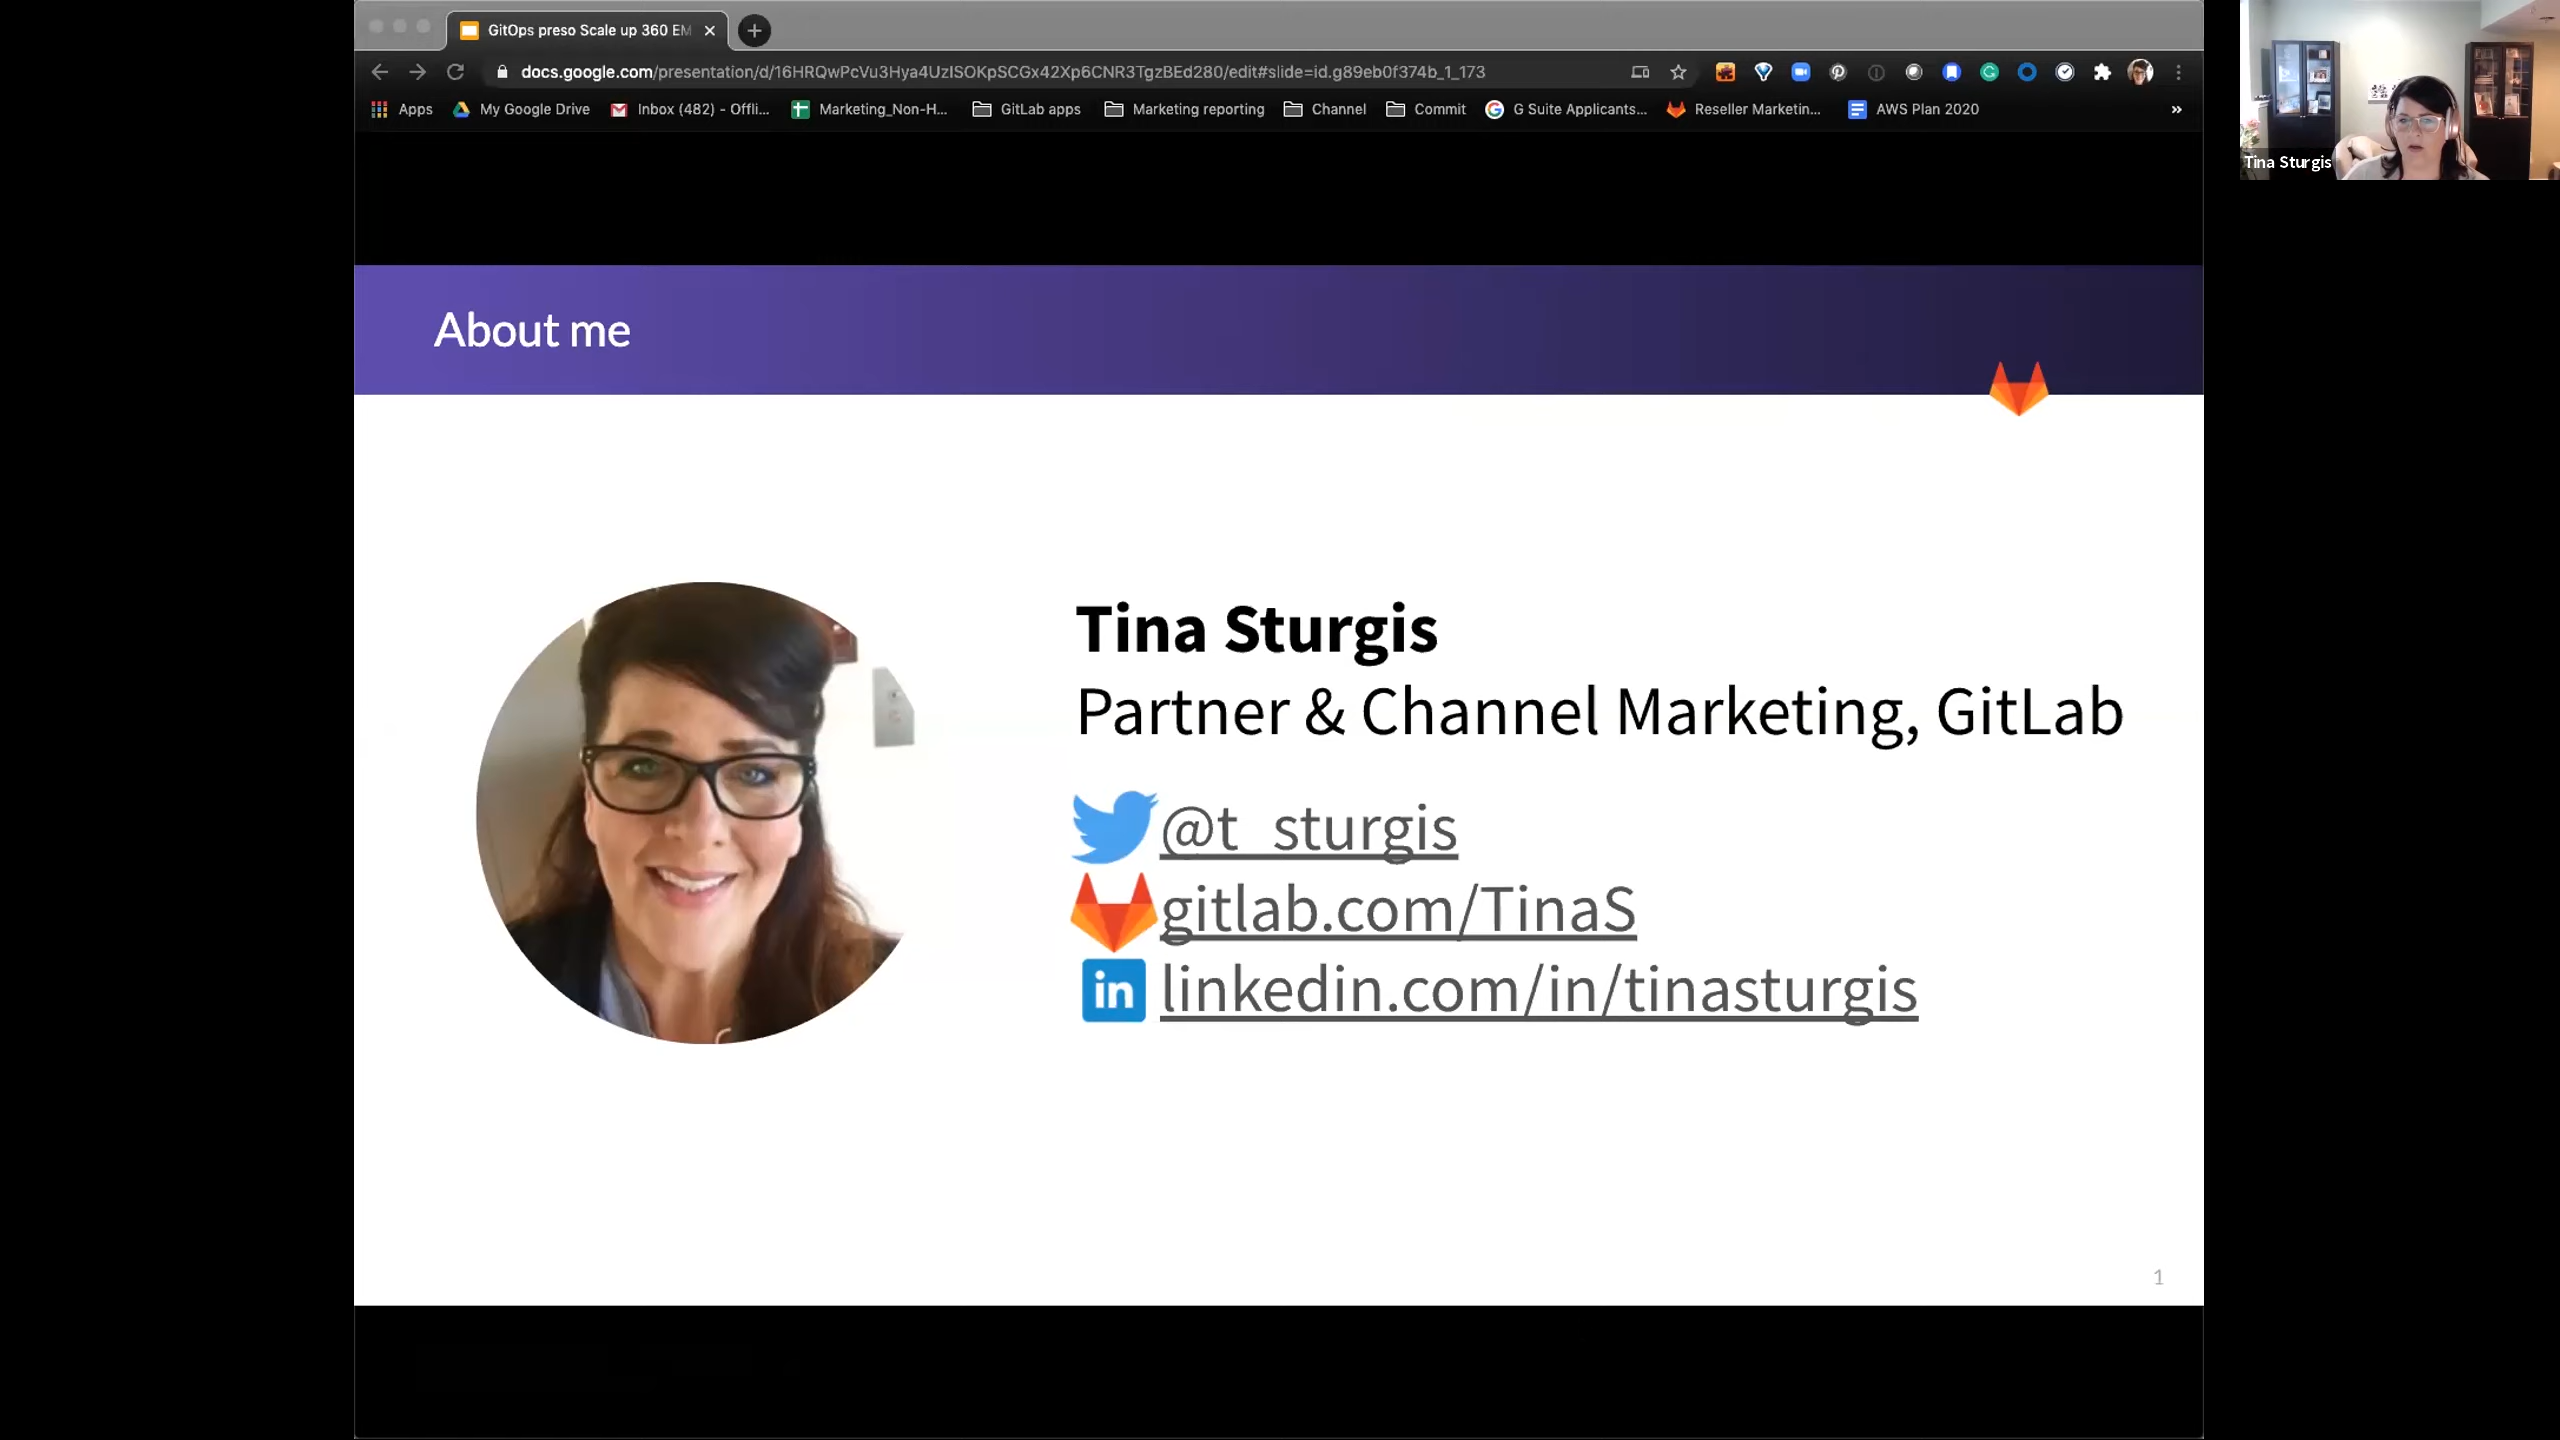 GitOps preso Scale up 360 EM
docs.google.com/presentation/d/16HRQwPcVu3Hya4UzISOKpSCGx42Xp6CNR3TgzBEd280/edit#slide=id.g89eb0f374b_1_173
Apps My Google Drive Inbox (482) - Offli... Marketing_Non-H... GitLab apps Marketing reporting Channel Commit G Suite Applicants... Reseller Marketin... AWS Plan 2020 »
Tina Sturgis
About me
Tina Sturgis
Partner & Channel Marketing, GitLab
@t_sturgis
gitlab.com/TinaS
in linkedin.com/in/tinasturgis
1